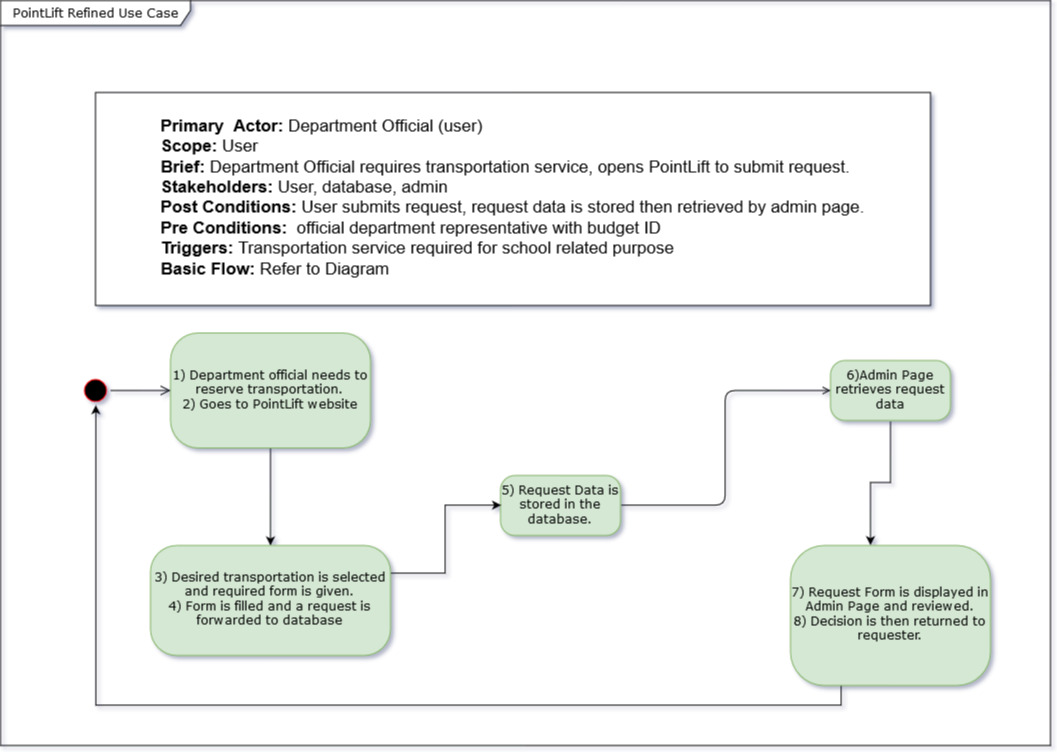 PointLift Refined Use Case
Primary Actor: Department Official (user)
Scope: User
Brief: Department Official requires transportation service, opens PointLift to submit request.
Stakeholders: User, database, admin
Post Conditions: User submits request, request data is stored then retrieved by admin page.
Pre Conditions: official department representative with budget ID
Triggers: Transportation service required for school related purpose
Basic Flow: Refer to Diagram
1) Department official needs to
reserve transportation.
2) Goes to PointLift website
3) Desired transportation is selected
and required form is given.
4) Form is filled and a request is
forwarded to database
5) Request Data is
stored in the
database.
6)Admin Page
retrieves request
data
7) Request Form is displayed in
Admin Page and reviewed.
8) Decision is then returned to
requester.